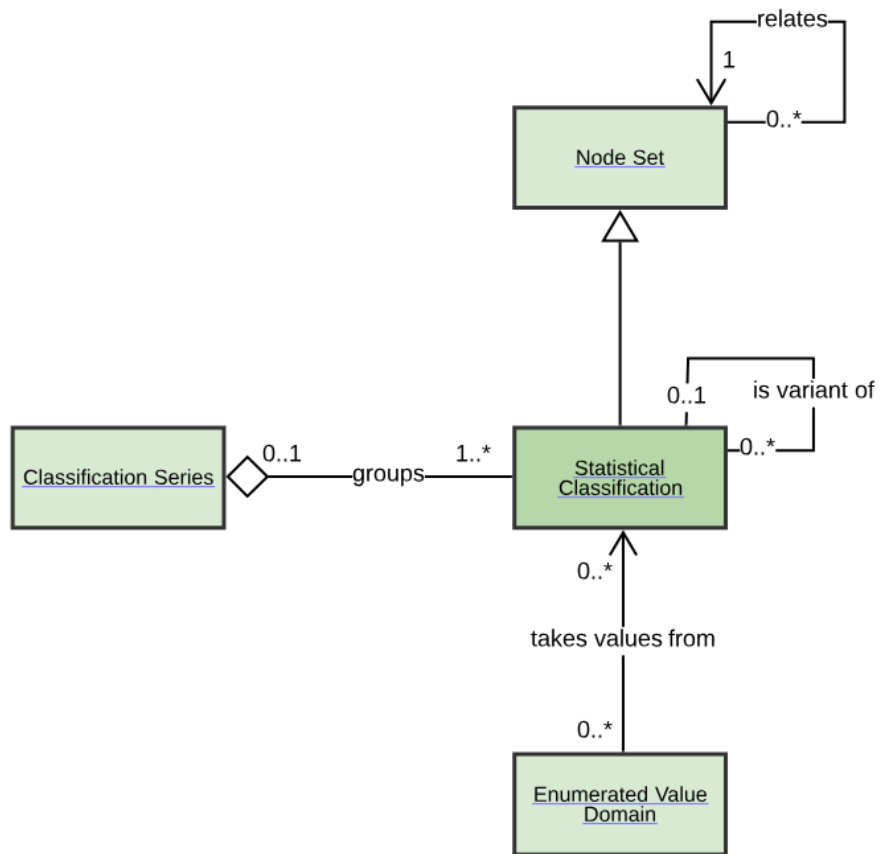 relates
1
0..*
Node Set
0..1
is variant of
0..*
0..1
1..*
Classification Series
groups
Statistical
Classification
0..*
takes values from
0..*
Enumerated Value
Domain